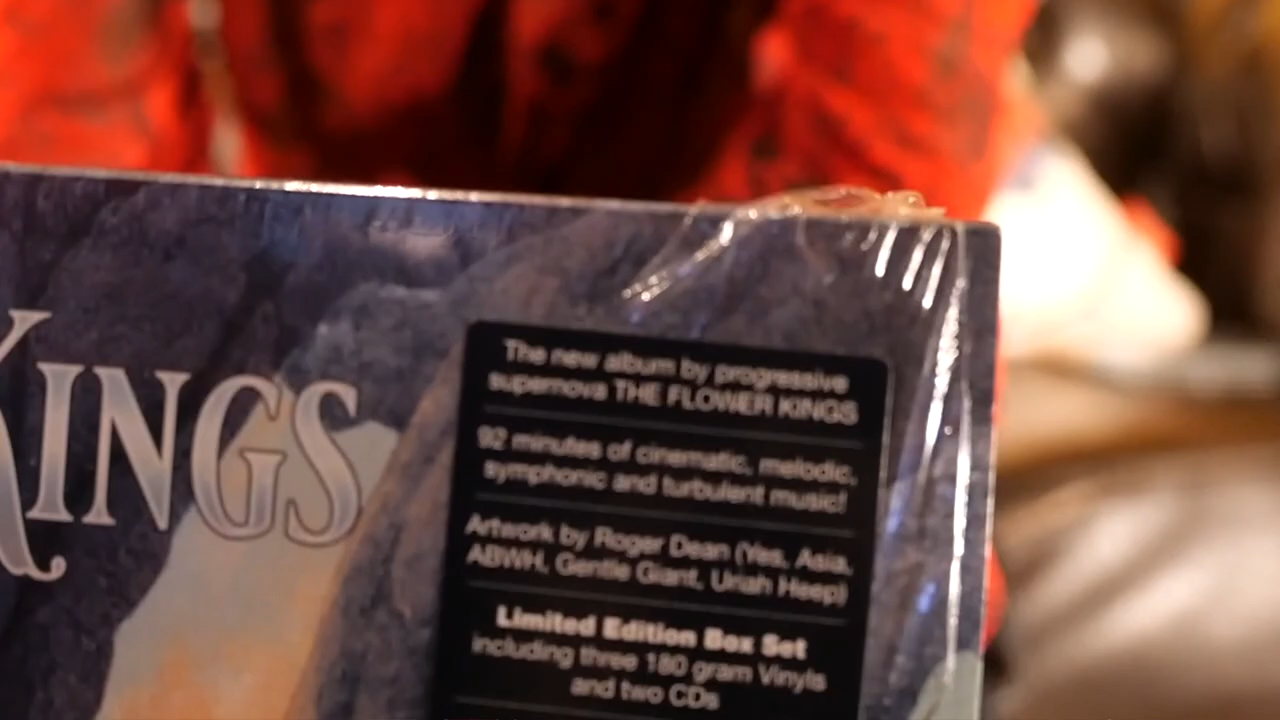 KINGS
The new album by progressive
supernova THE FLOWER KINGS
92 minutes of cinematic, melodic,
symphonic and turbulent music!
Artwork by Roger Dean (Yes, Asia,
ABWH, Gentle Giant, Uriah Heep)
Limited Edition Box Set
including three 180 gram Vinyls
and two CDs